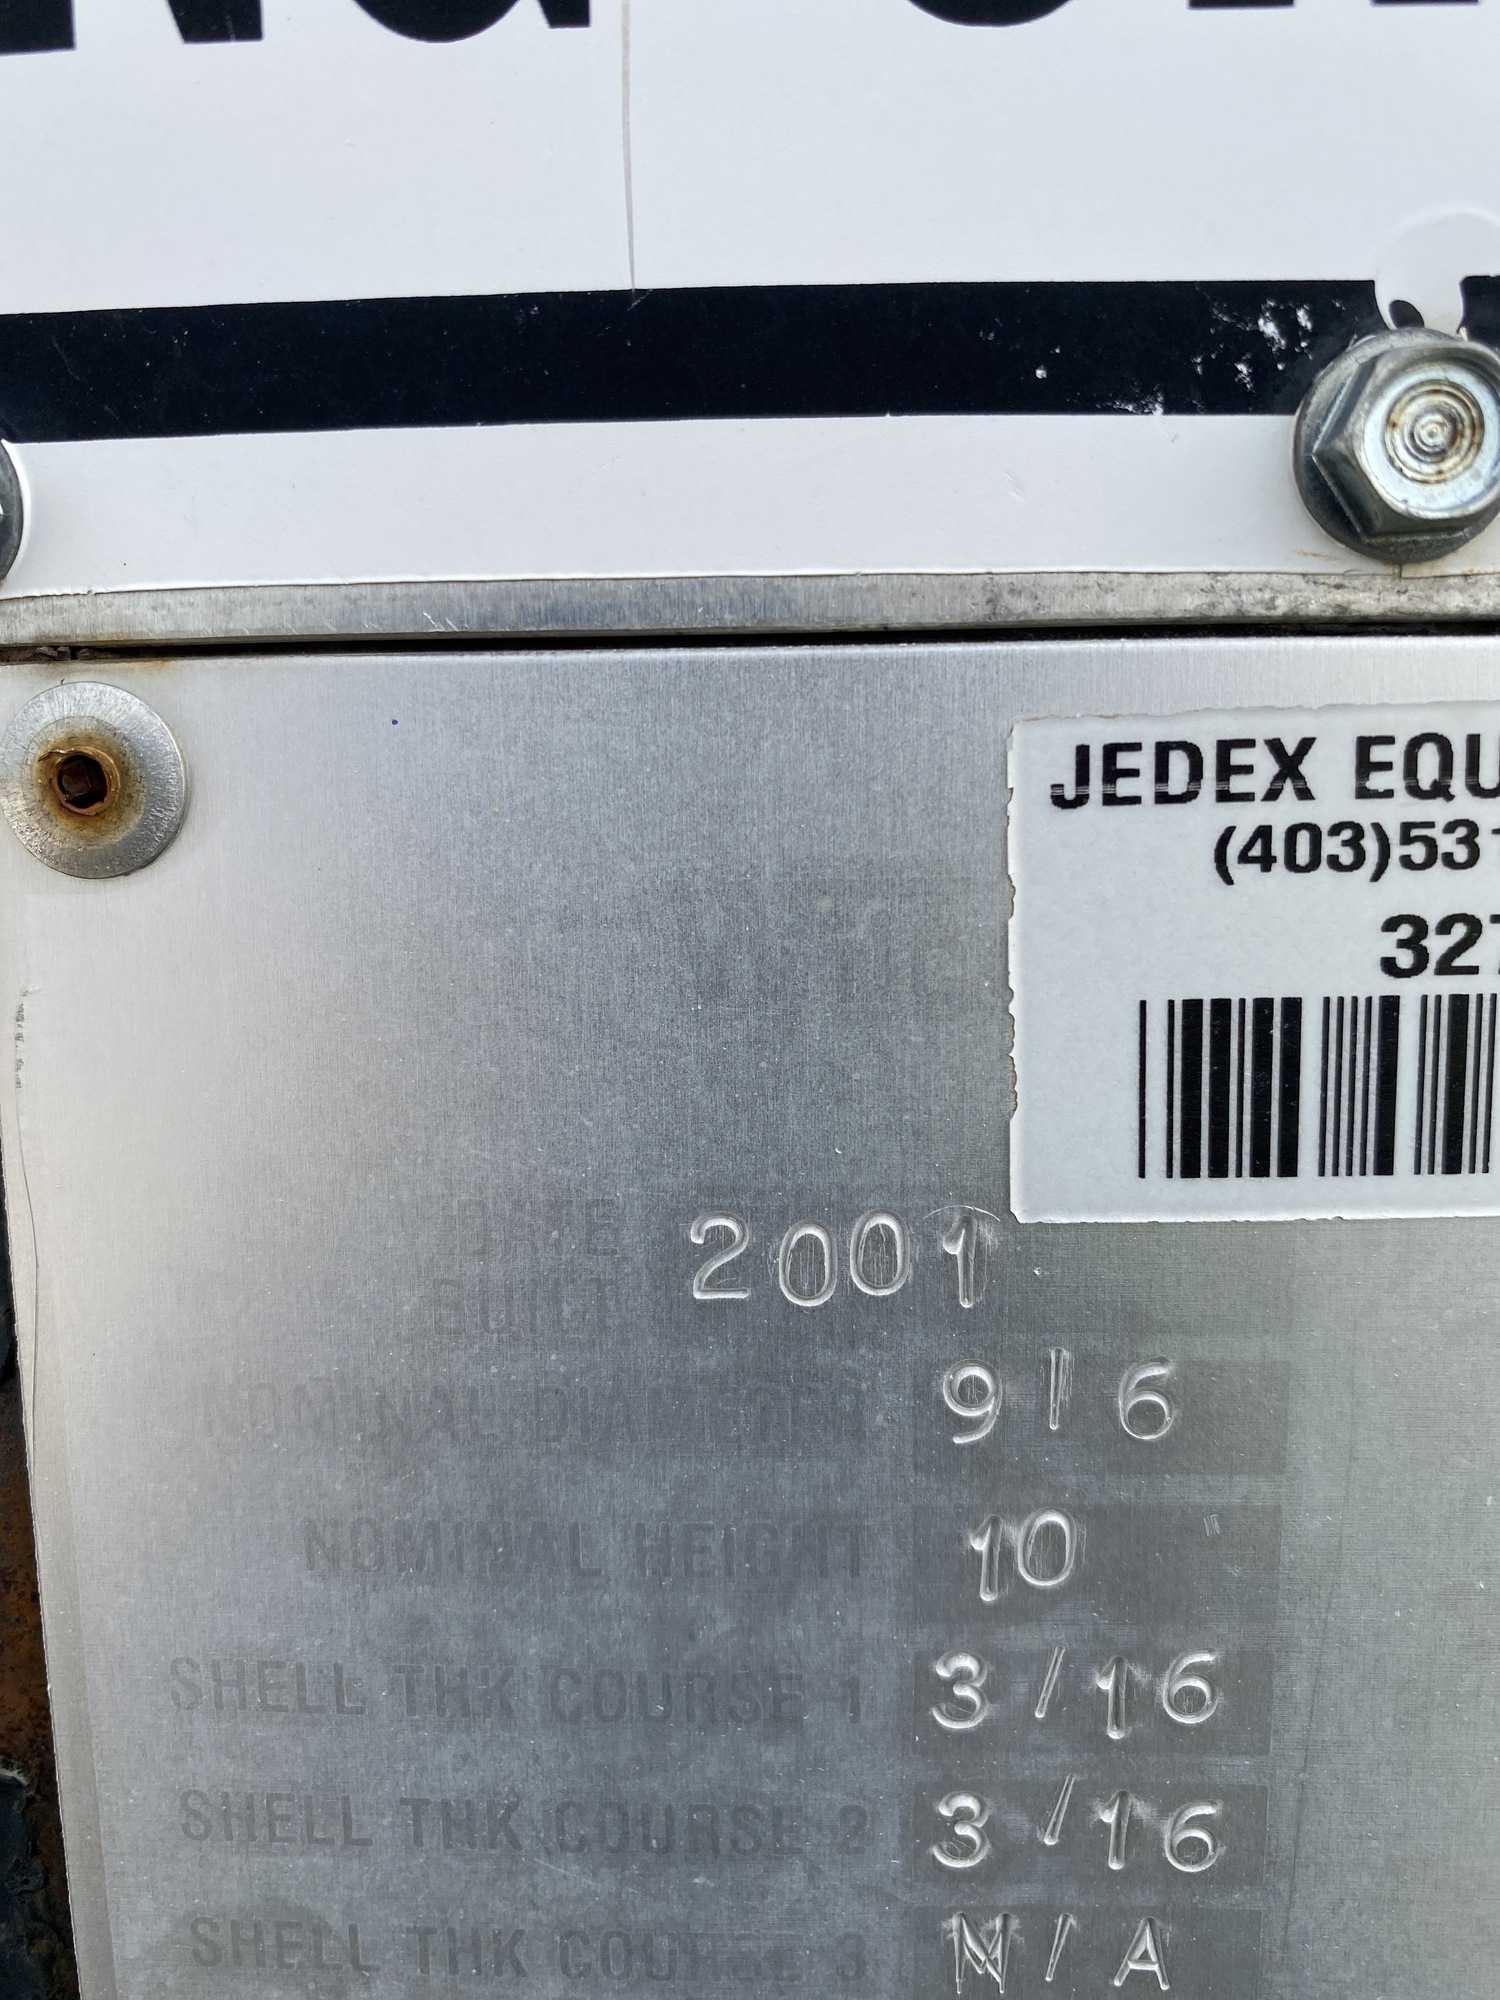 JEDEX EQU
(403)531
327
DATE 2001
BUILT
NOMINAL DIAMETER 9/6
NOMINAL HEIGHT 10
SHELL THK COURSE 1 3/16
SHELL THK COURSE 2 3/16
SHELL THK COURSE 3 N/A